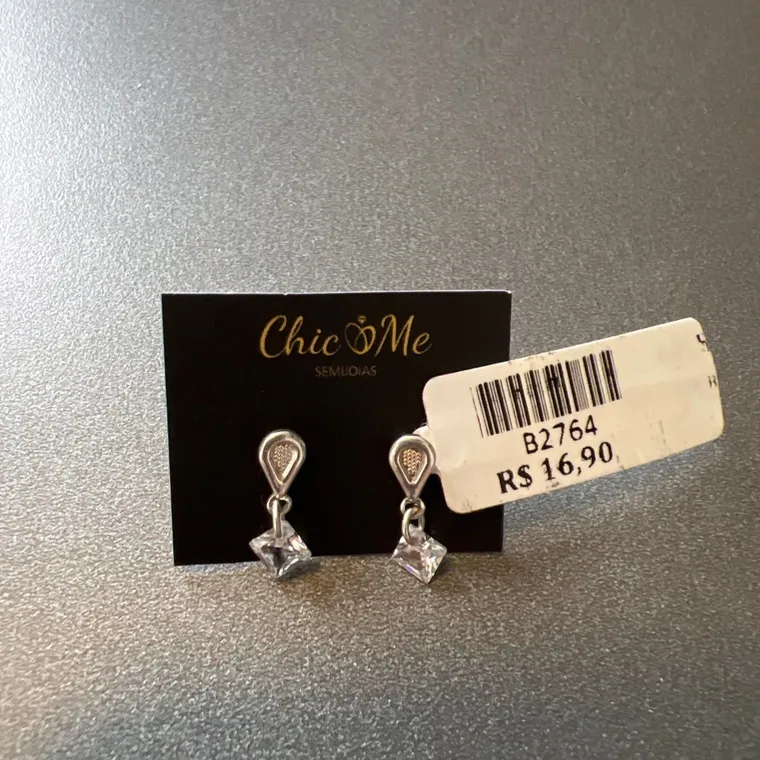 Chic Me
SEMIJOIAS
B2764
R$ 16,90